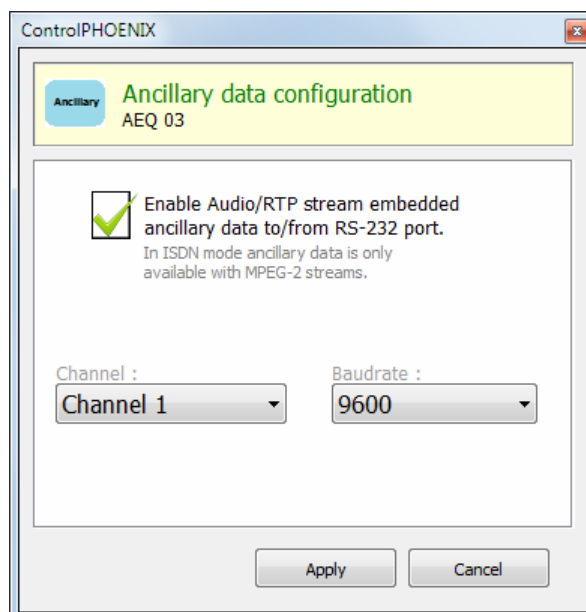 ControlPHOENIX
Ancillary
Ancillary data configuration
AEQ 03
Enable Audio/RTP stream embedded
ancillary data to/from RS-232 port.
In ISDN mode ancillary data is only
available with MPEG-2 streams.
Channel :
Baudrate :
Channel 1
9600
Apply
Cancel